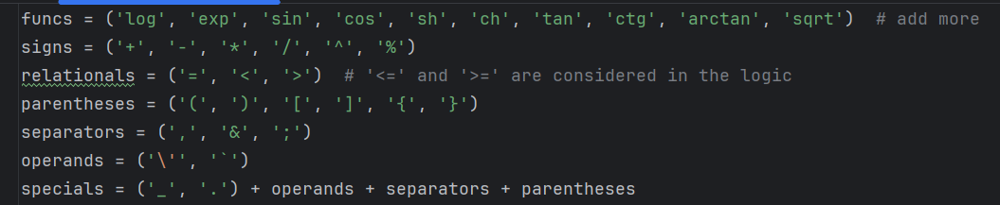 funcs = ('log', 'exp', 'sin', 'cos', 'sh', 'ch', 'tan', 'ctg', 'arctan', 'sqrt')  # add more
signs = ('+', '-', '*', '/', '^', '%')
relationals = ('=', '<', '>')  # '<=' and '>=' are considered in the logic
parentheses = ('(', ')', '[', ']', '{', '}')
separators = (',', '&', ';')
operands = ('\'', '`')
specials = ('_', '.') + operands + separators + parentheses